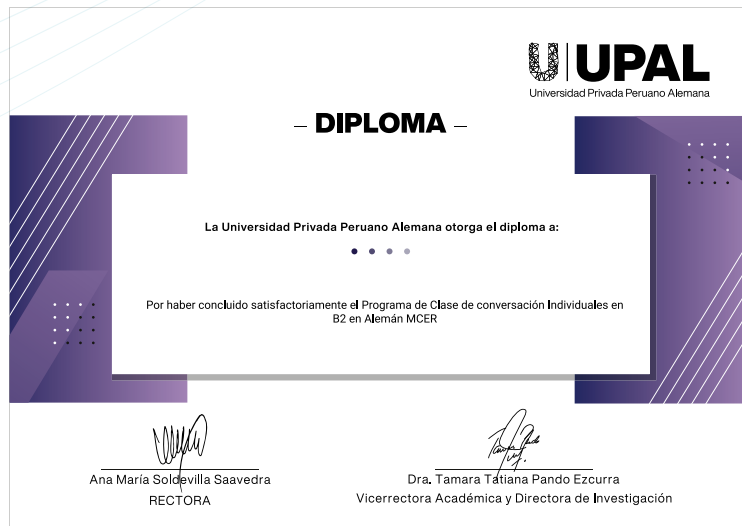 UPAL
Universidad Privada Peruano Alemana
– DIPLOMA –
La Universidad Privada Peruano Alemana otorga el diploma a:
Por haber concluido satisfactoriamente el Programa de Clase de conversación Individuales en
B2 en Alemán MCER
Ana María Soldevilla Saavedra
RECTORA
Dra. Tamara Tatiana Pando Ezcurra
Vicerrectora Académica y Directora de Investigación